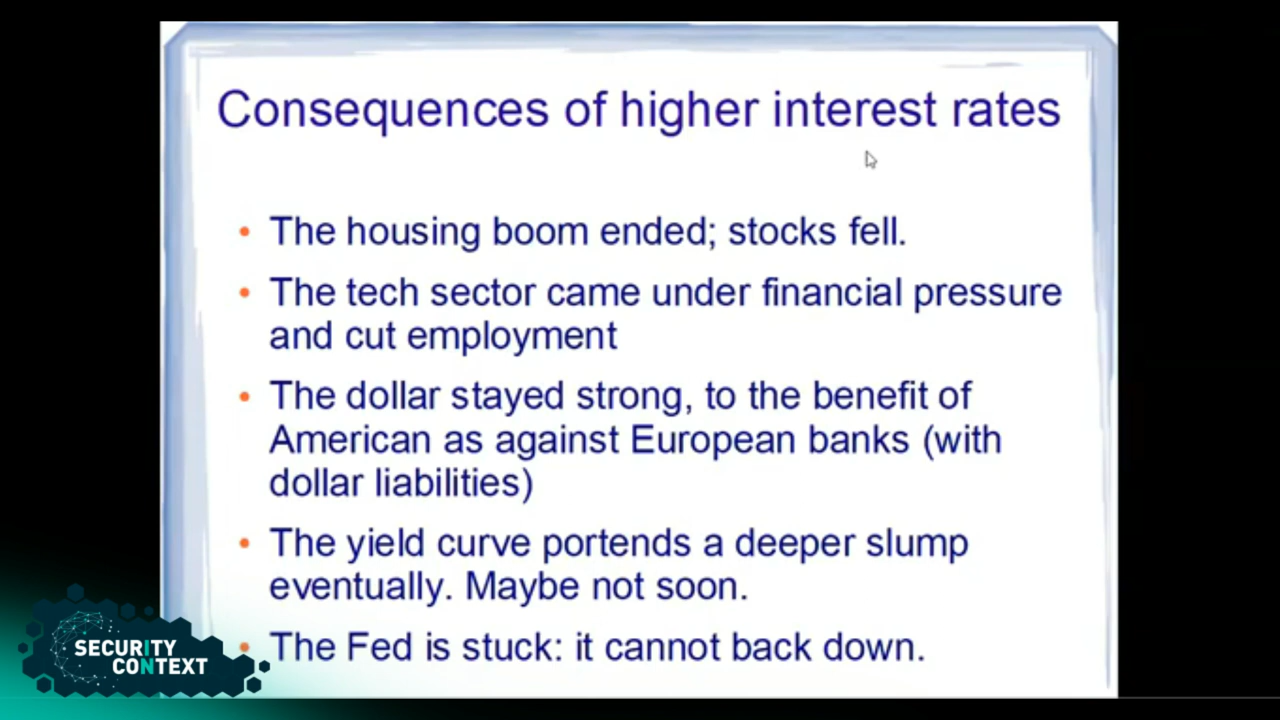 Consequences of higher interest rates
• The housing boom ended; stocks fell.
• The tech sector came under financial pressure
and cut employment
• The dollar stayed strong, to the benefit of
American as against European banks (with
dollar liabilities)
• The yield curve portends a deeper slump
eventually. Maybe not soon.
• The Fed is stuck: it cannot back down.
SECURITY
CONTEXT